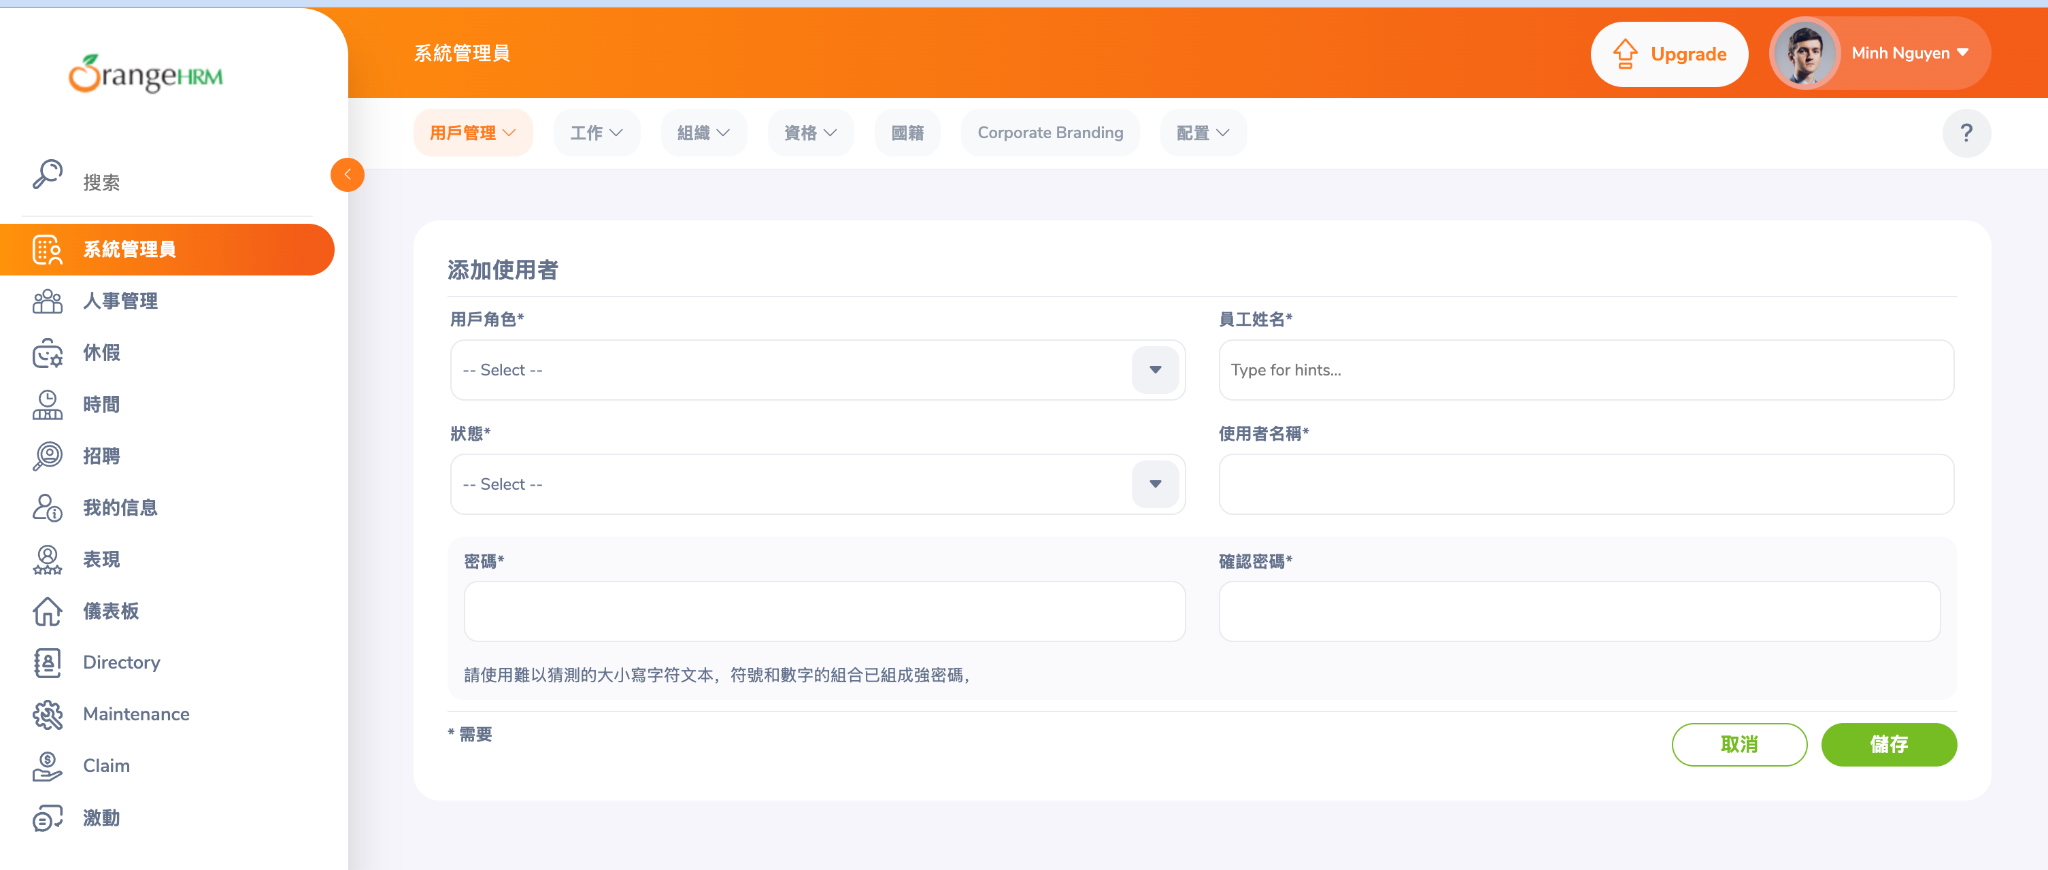 OrangeHRM
系統管理員
Upgrade
Minh Nguyen
用戶管理
工作
組織
資格
國籍
Corporate Branding
配置
?
搜索
系統管理員
人事管理
休假
時間
招聘
我的信息
表現
儀表板
Directory
Maintenance
Claim
激動
添加使用者
用戶角色*
員工姓名*
-- Select --
Type for hints...
狀態*
使用者名稱*
-- Select --
密碼*
確認密碼*
請使用難以猜測的大小寫字符文本，符號和數字的組合已組成強密碼，
* 需要
取消
儲存